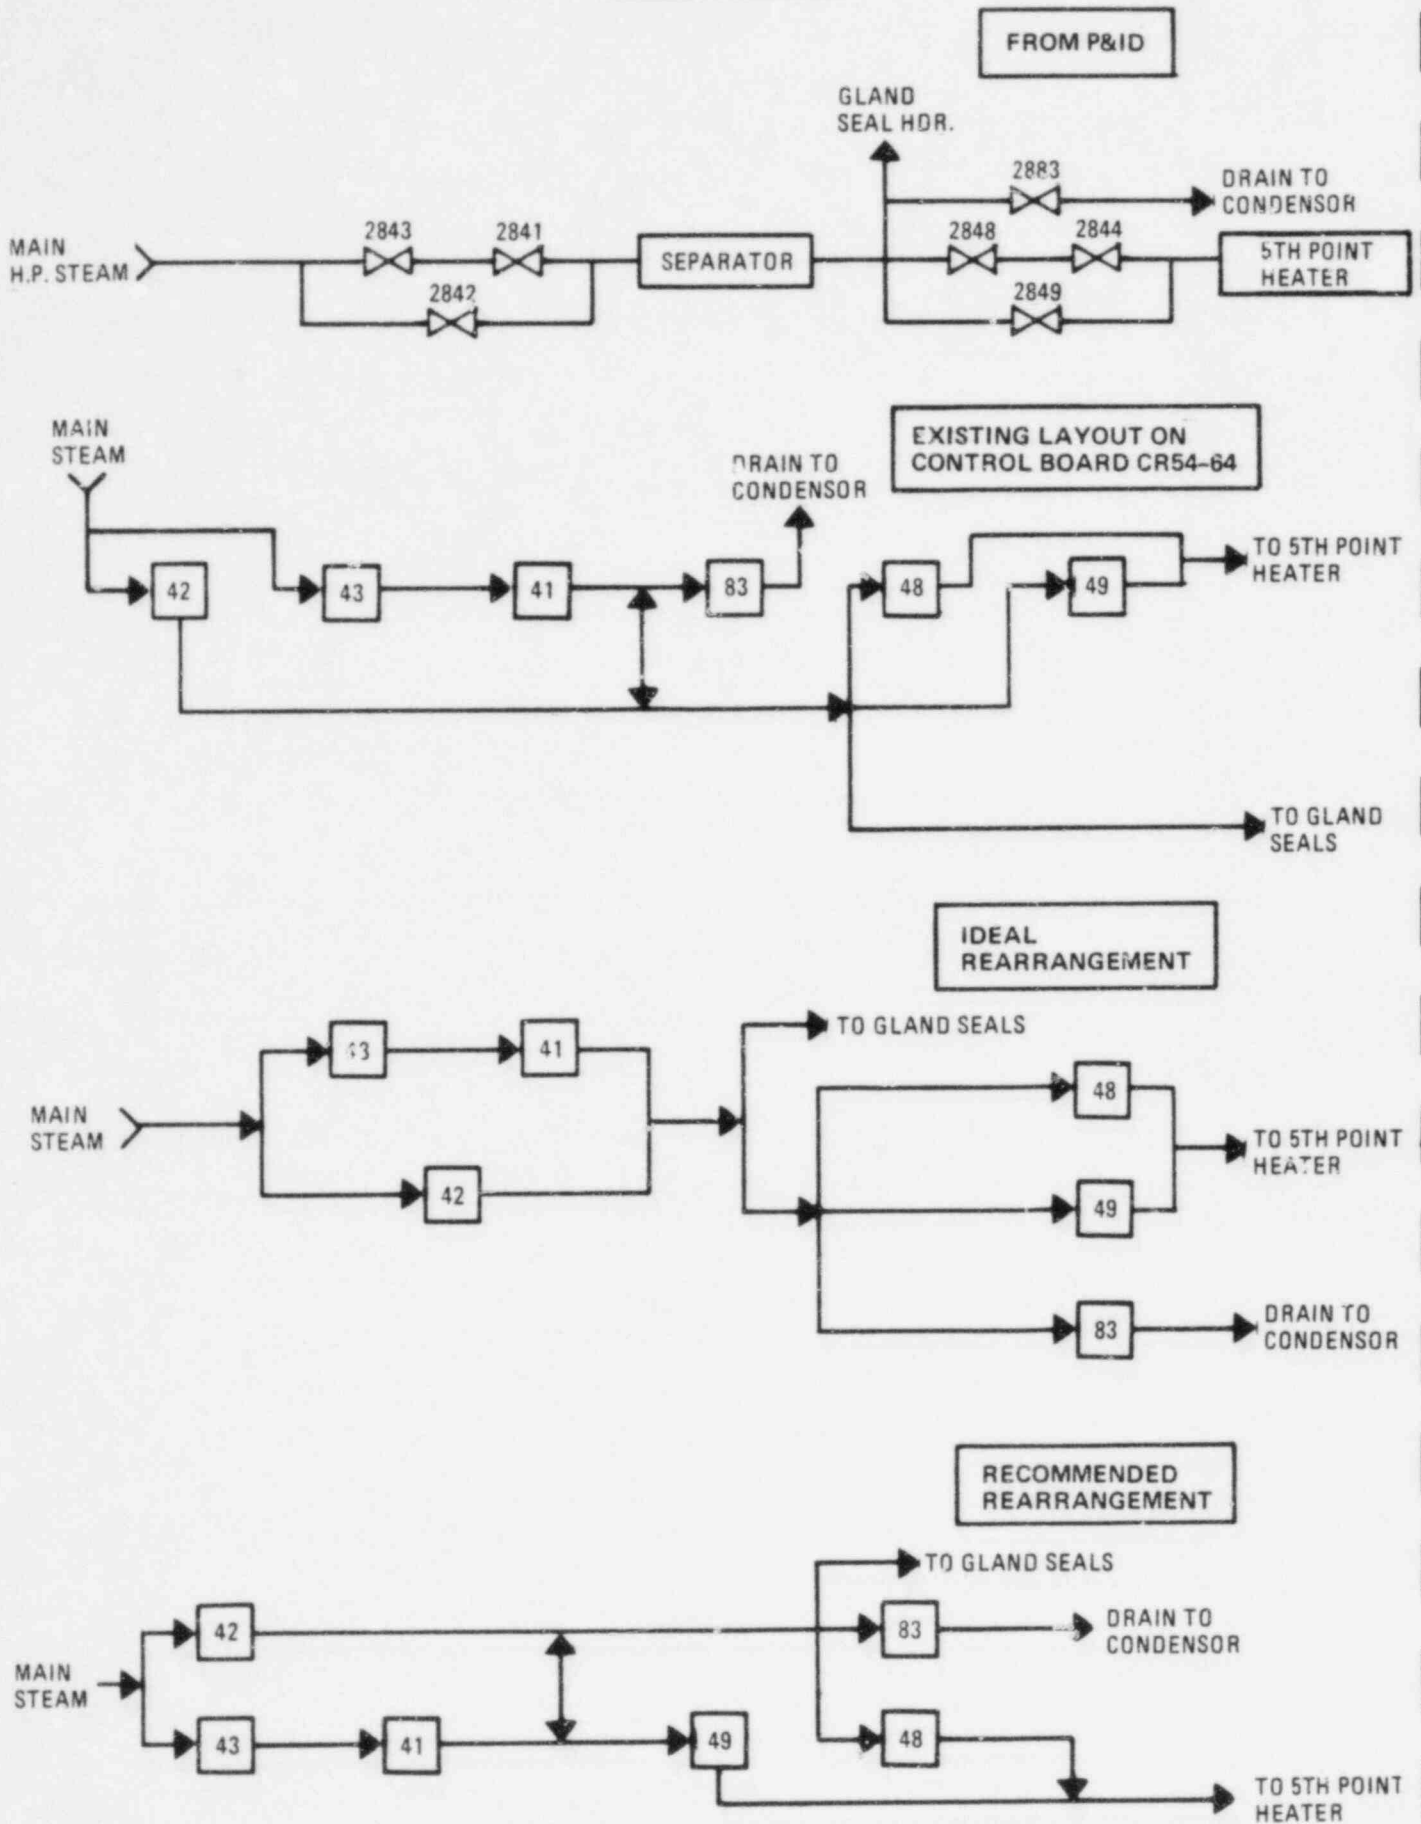 FROM P&ID
GLAND
SEAL HDR.
2883
DRAIN TO
CONDENSOR
MAIN
H.P. STEAM
2843
2841
2842
SEPARATOR
2848
2844
2849
5TH POINT
HEATER
EXISTING LAYOUT ON
CONTROL BOARD CR54-64
MAIN
STEAM
DRAIN TO
CONDENSOR
42
43
41
83
48
49
TO 5TH POINT
HEATER
TO GLAND
SEALS
IDEAL
REARRANGEMENT
TO GLAND SEALS
MAIN
STEAM
43
41
42
48
49
TO 5TH POINT
HEATER
83
DRAIN TO
CONDENSOR
RECOMMENDED
REARRANGEMENT
TO GLAND SEALS
MAIN
STEAM
42
83
DRAIN TO
CONDENSOR
43
41
49
48
TO 5TH POINT
HEATER